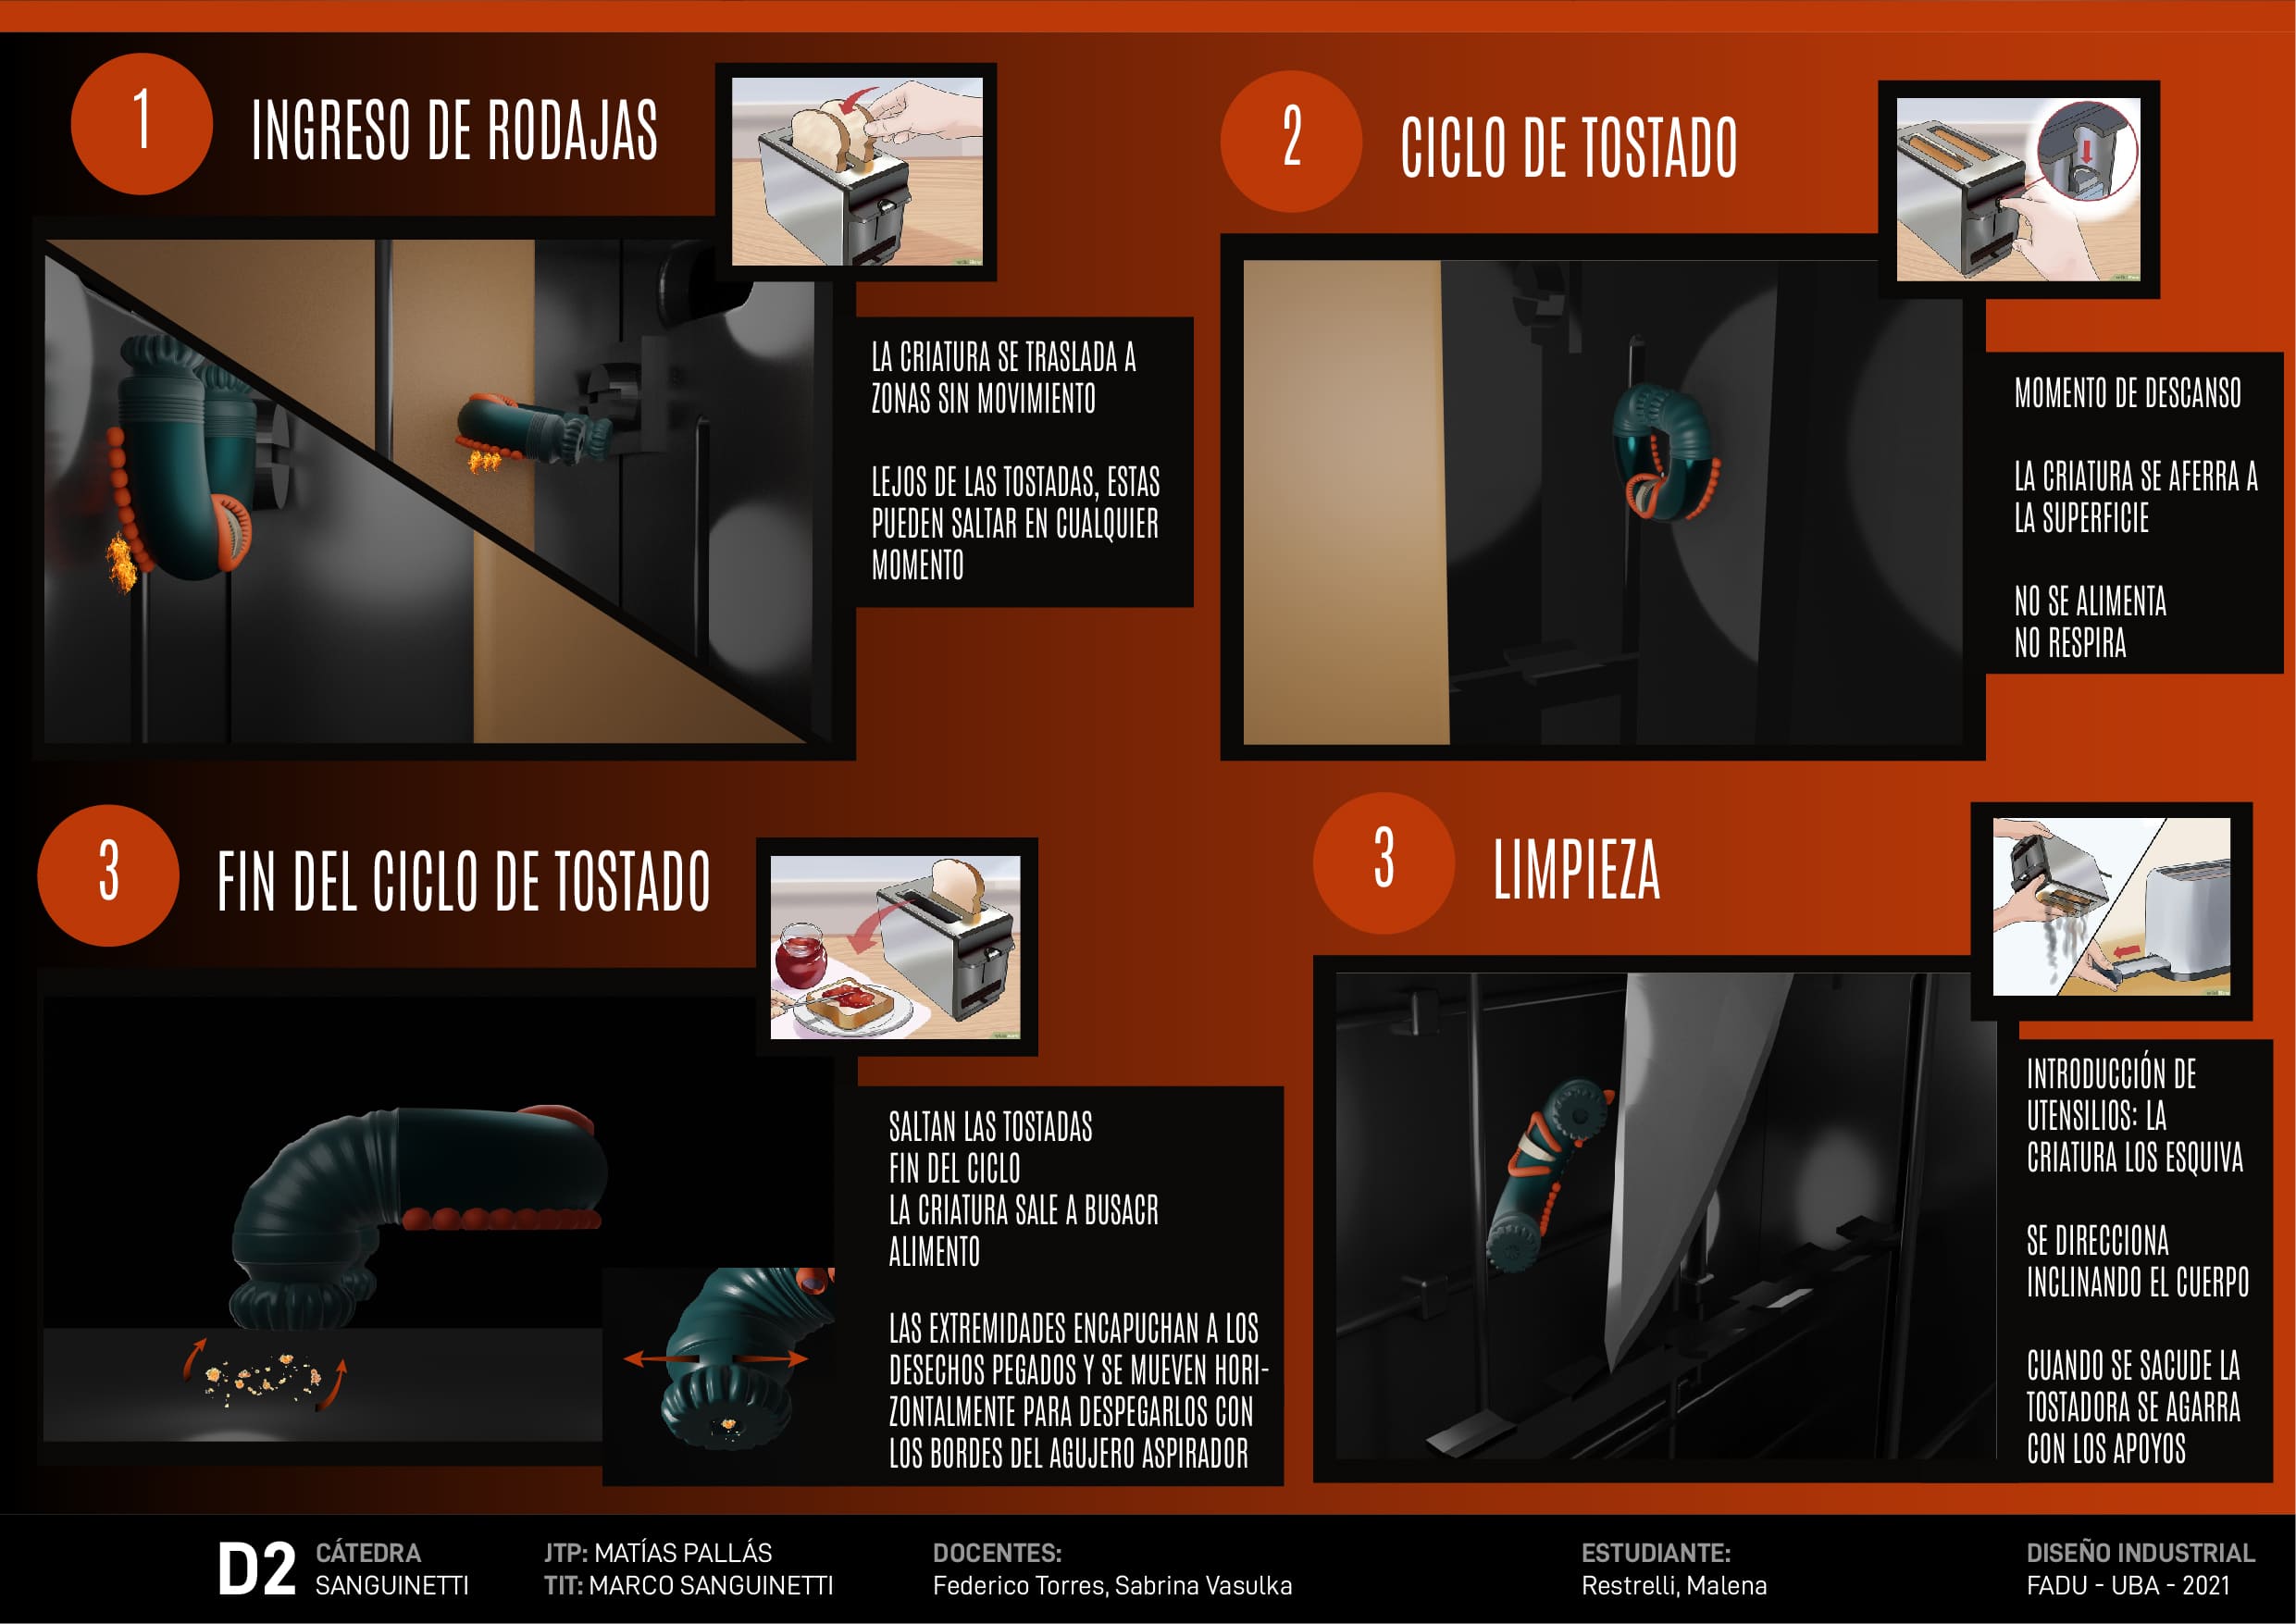 1
INGRESO DE RODAJAS
LA CRIATURA SE TRASLADA A
ZONAS SIN MOVIMIENTO
LEJOS DE LAS TOSTADAS, ESTAS
PUEDEN SALTAR EN CUALQUIER
MOMENTO
2
CICLO DE TOSTADO
MOMENTO DE DESCANSO
LA CRIATURA SE AFERRA A
LA SUPERFICIE
NO SE ALIMENTA
NO RESPIRA
3
FIN DEL CICLO DE TOSTADO
SALTAN LAS TOSTADAS
FIN DEL CICLO
LA CRIATURA SALE A BUSACR
ALIMENTO
LAS EXTREMIDADES ENCAPUCHAN A LOS
DESECHOS PEGADOS Y SE MUEVEN HORI-
ZONTALMENTE PARA DESPEGARLOS CON
LOS BORDES DEL AGUJERO ASPIRADOR
3
LIMPIEZA
INTRODUCCIÓN DE
UTENSILIOS: LA
CRIATURA LOS ESQUIVA
SE DIRECCIONA
INCLINANDO EL CUERPO
CUANDO SE SACUDE LA
TOSTADORA SE AGARRA
CON LOS APOYOS
D2
CÁTEDRA
SANGUINETTI
JTP: MATÍAS PALLÁS
TIT: MARCO SANGUINETTI
DOCENTES:
Federico Torres, Sabrina Vasulka
ESTUDIANTE:
Restrelli, Malena
DISEÑO INDUSTRIAL
FADU - UBA - 2021